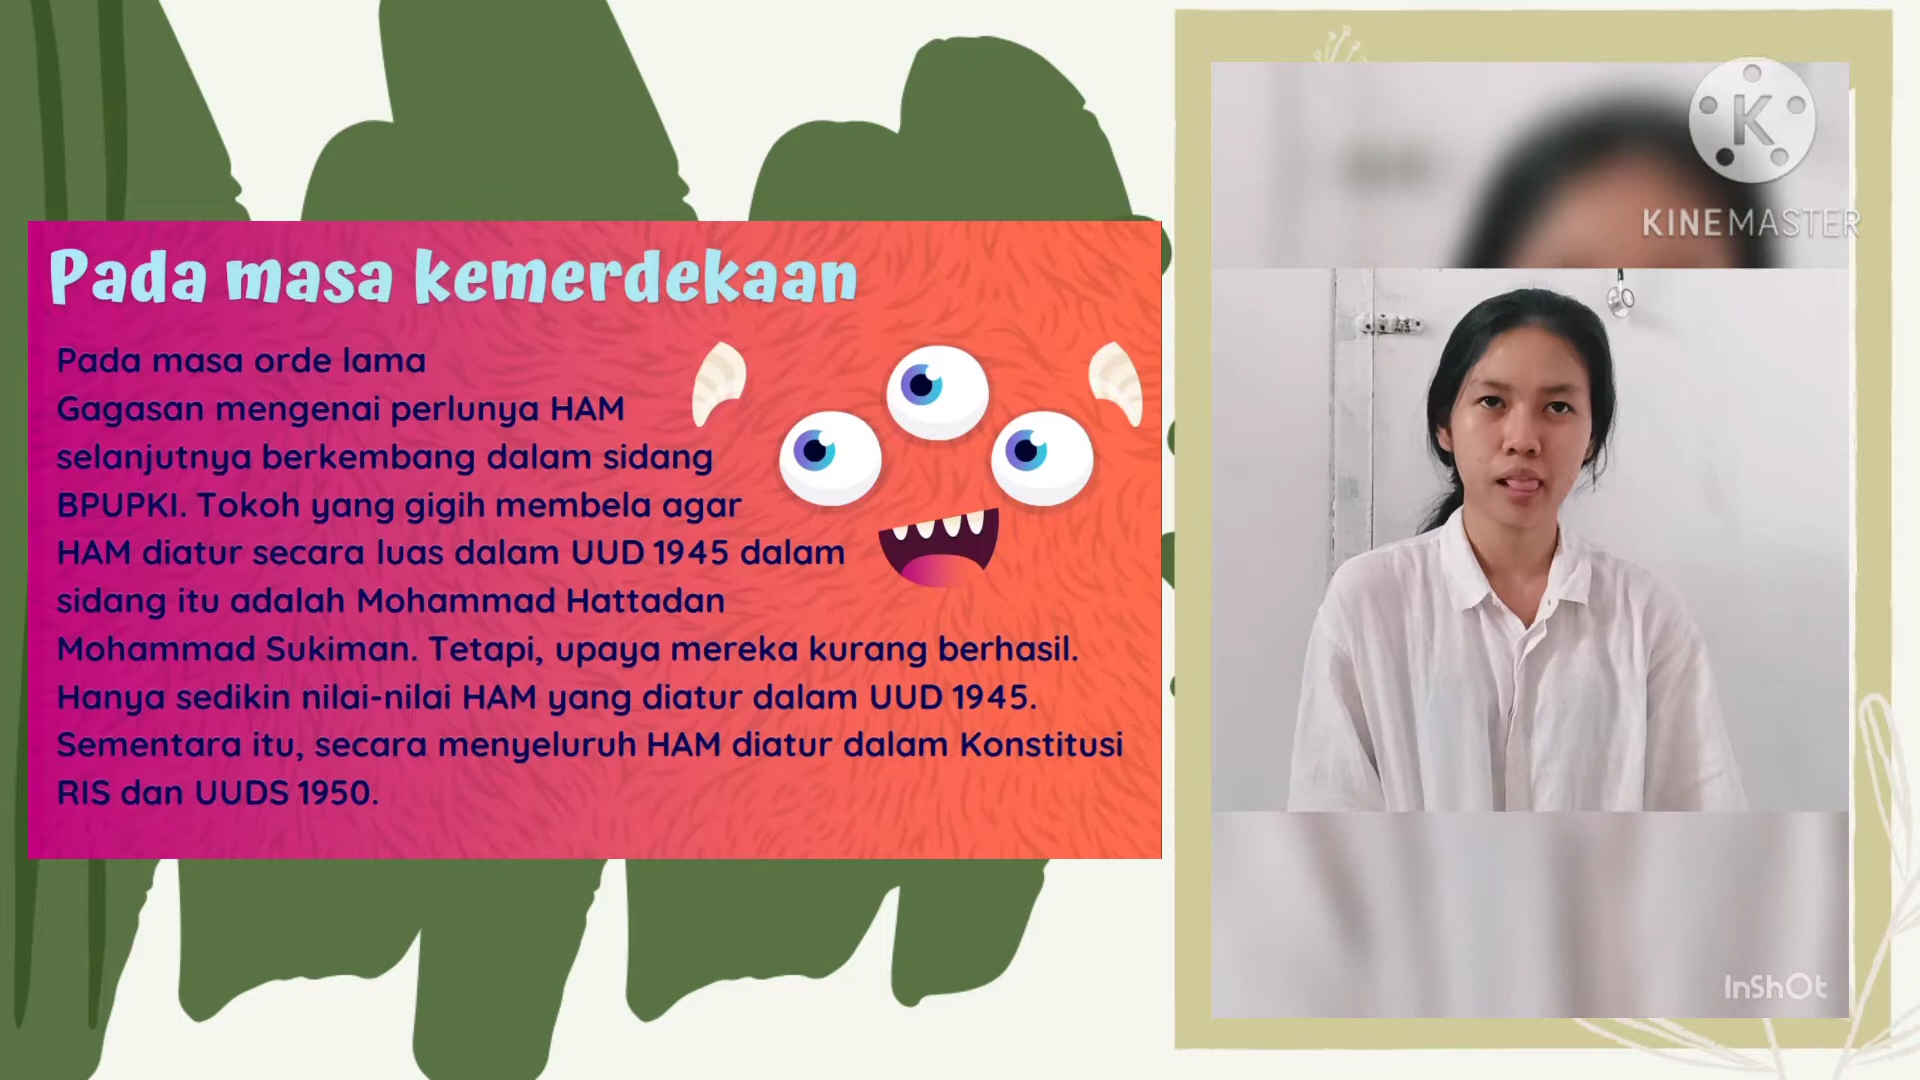 Pada masa kemerdekaan
Pada masa orde lama
Gagasan mengenai perlunya HAM
selanjutnya berkembang dalam sidang
BPUPKI. Tokoh yang gigih membela agar
HAM diatur secara luas dalam UUD 1945 dalam
sidang itu adalah Mohammad Hattadan
Mohammad Sukiman. Tetapi, upaya mereka kurang berhasil.
Hanya sedikin nilai-nilai HAM yang diatur dalam UUD 1945.
Sementara itu, secara menyeluruh HAM diatur dalam Konstitusi
RIS dan UUDS 1950.
K
KINEMASTER
InShOt